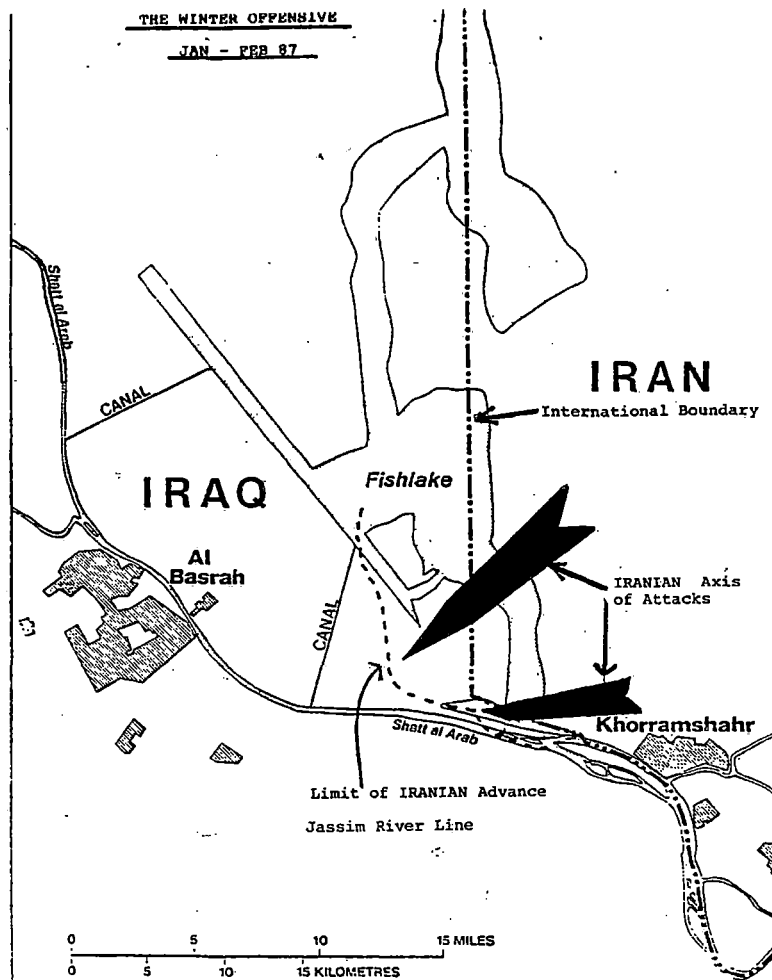 THE WINTER OFFENSIVE
JAN - FEB 87
Shatt al Arab
CANAL
IRAN
International Boundary
IRAQ
Fishlake
Al
Basrah
IRANIAN Axis
of Attacks
CANAL
Khorramshahr
Shatt al Arab
Limit of IRANIAN Advance
Jassim River Line
0 5 10 15 MILES
0 5 10 15 KILOMETRES